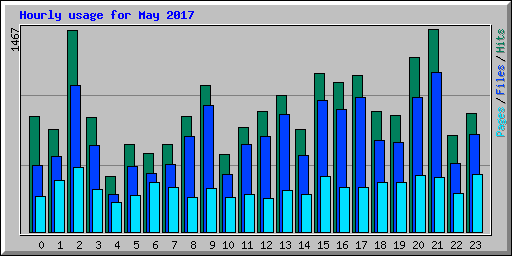 Hourly usage for May 2017
1467
Pages/Files/Hits
0 1 2 3 4 5 6 7 8 9 10 11 12 13 14 15 16 17 18 19 20 21 22 23